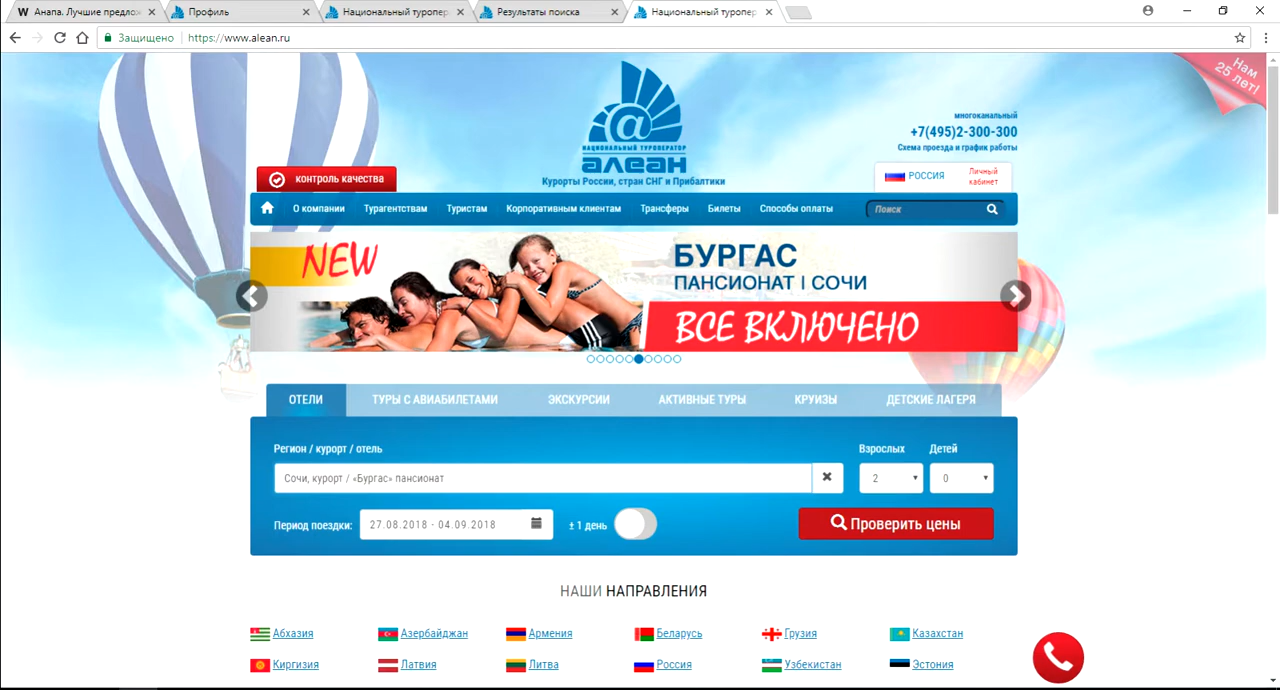 W Анапа. Лучшие предлож
Профиль
Национальный туропер
Результаты поиска
Национальный туропер
Защищено
https://www.alean.ru
Нам
25 лет!
@
НАЦИОНАЛЬНЫЙ ТУРОПЕРАТОР
алеан
Курорты России, стран СНГ и Прибалтики
многоканальный
+7(495)2-300-300
Схема проезда и график работы
контроль качества
РОССИЯ
Личный
кабинет
О компании
Турагентствам
Туристам
Корпоративным клиентам
Трансферы
Билеты
Способы оплаты
Поиск
NEW
БУРГАС
ПАНСИОНАТ | СОЧИ
ВСЕ ВКЛЮЧЕНО
ОТЕЛИ
ТУРЫ С АВИАБИЛЕТАМИ
ЭКСКУРСИИ
АКТИВНЫЕ ТУРЫ
КРУИЗЫ
ДЕТСКИЕ ЛАГЕРЯ
Регион / курорт / отель
Взрослых
Детей
Сочи, курорт / «Бургас» пансионат
2
0
Период поездки:
27.08.2018 - 04.09.2018
± 1 день
Проверить цены
НАШИ НАПРАВЛЕНИЯ
Абхазия
Азербайджан
Армения
Беларусь
Грузия
Казахстан
Киргизия
Латвия
Литва
Россия
Узбекистан
Эстония